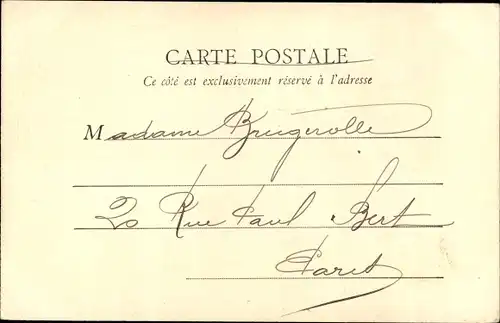 CARTE POSTALE
Ce côté est exclusivement réservé à l'adresse
Madame Brugerolle
20 Rue Paul Bert
Paris